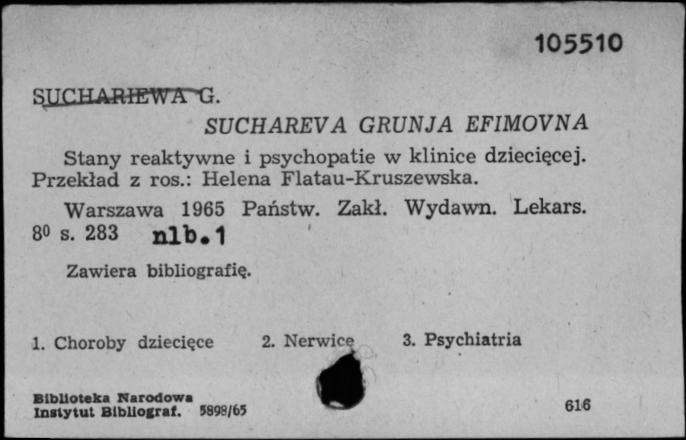 105510
SUCHARIEWA G.
SUCHAREVA GRUNJA EFIMOVNA
Stany reaktywne i psychopatie w klinice dziecięcej.
Przekład z ros.: Helena Flatau-Kruszewska.
Warszawa 1965 Państw. Zakł. Wydawn. Lekars.
8⁰ s. 283 nlb.1
Zawiera bibliografię.
1. Choroby dziecięce 2. Nerwice 3. Psychiatria
Biblioteka Narodowa
Instytut Bibliograf. 5898/65
616